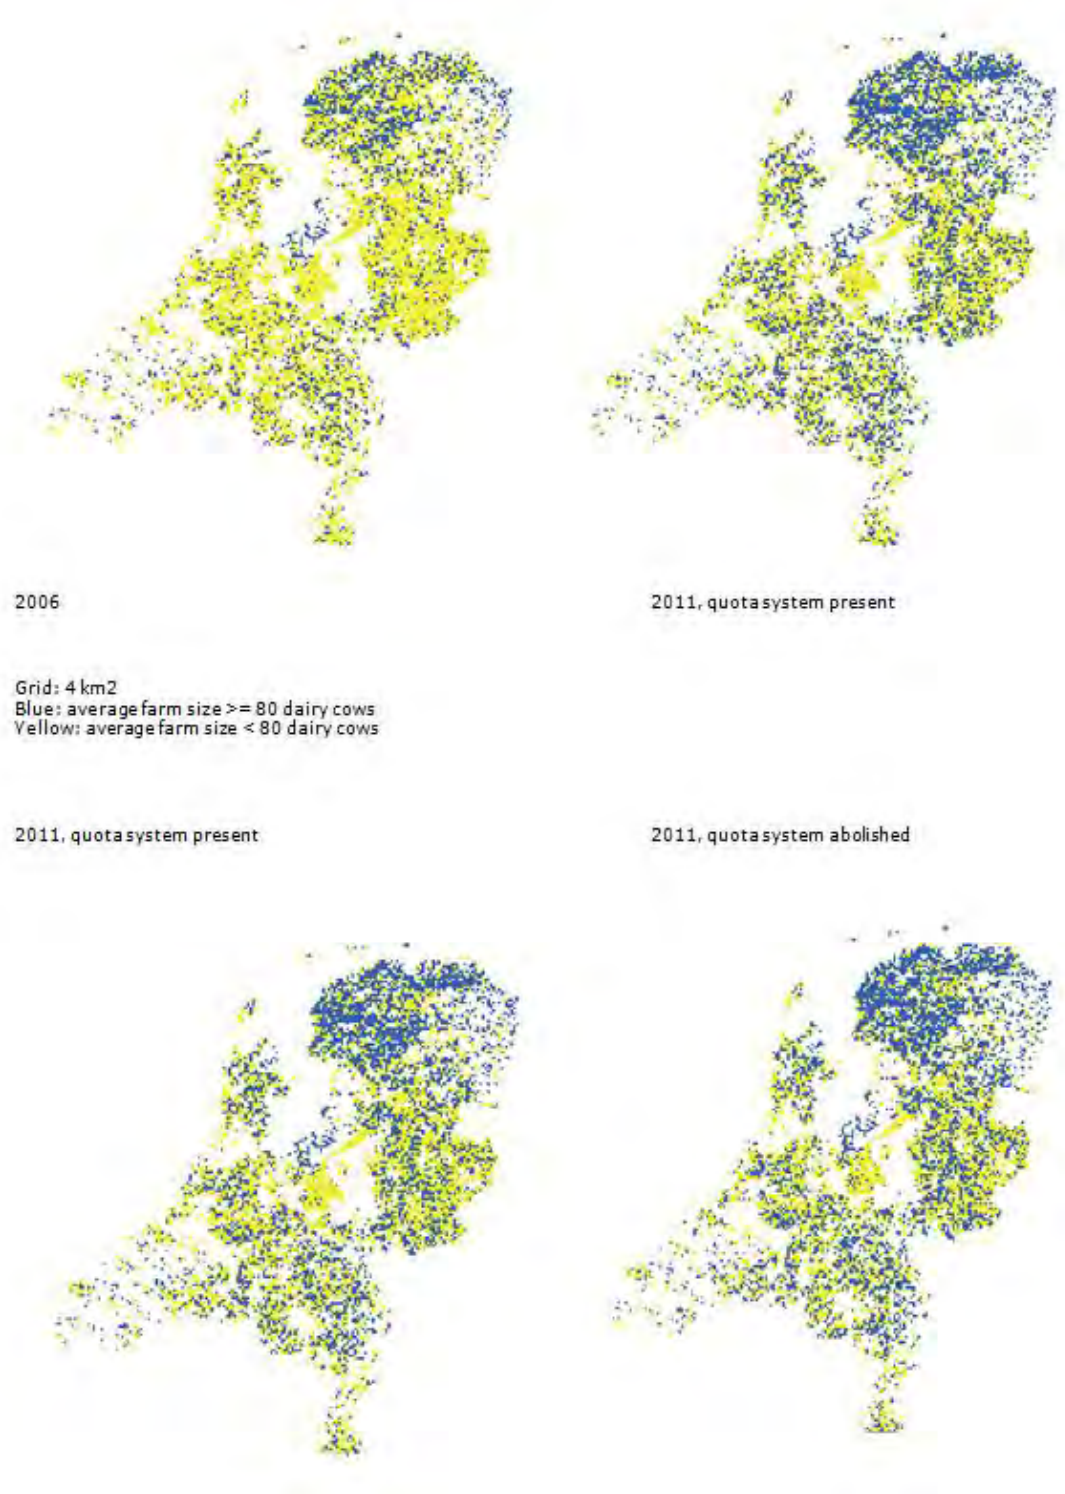 2006
2011, quota system present
Grid: 4 km2
Blue: average farm size >= 80 dairy cows
Yellow: average farm size < 80 dairy cows
2011, quota system present
2011, quota system abolished